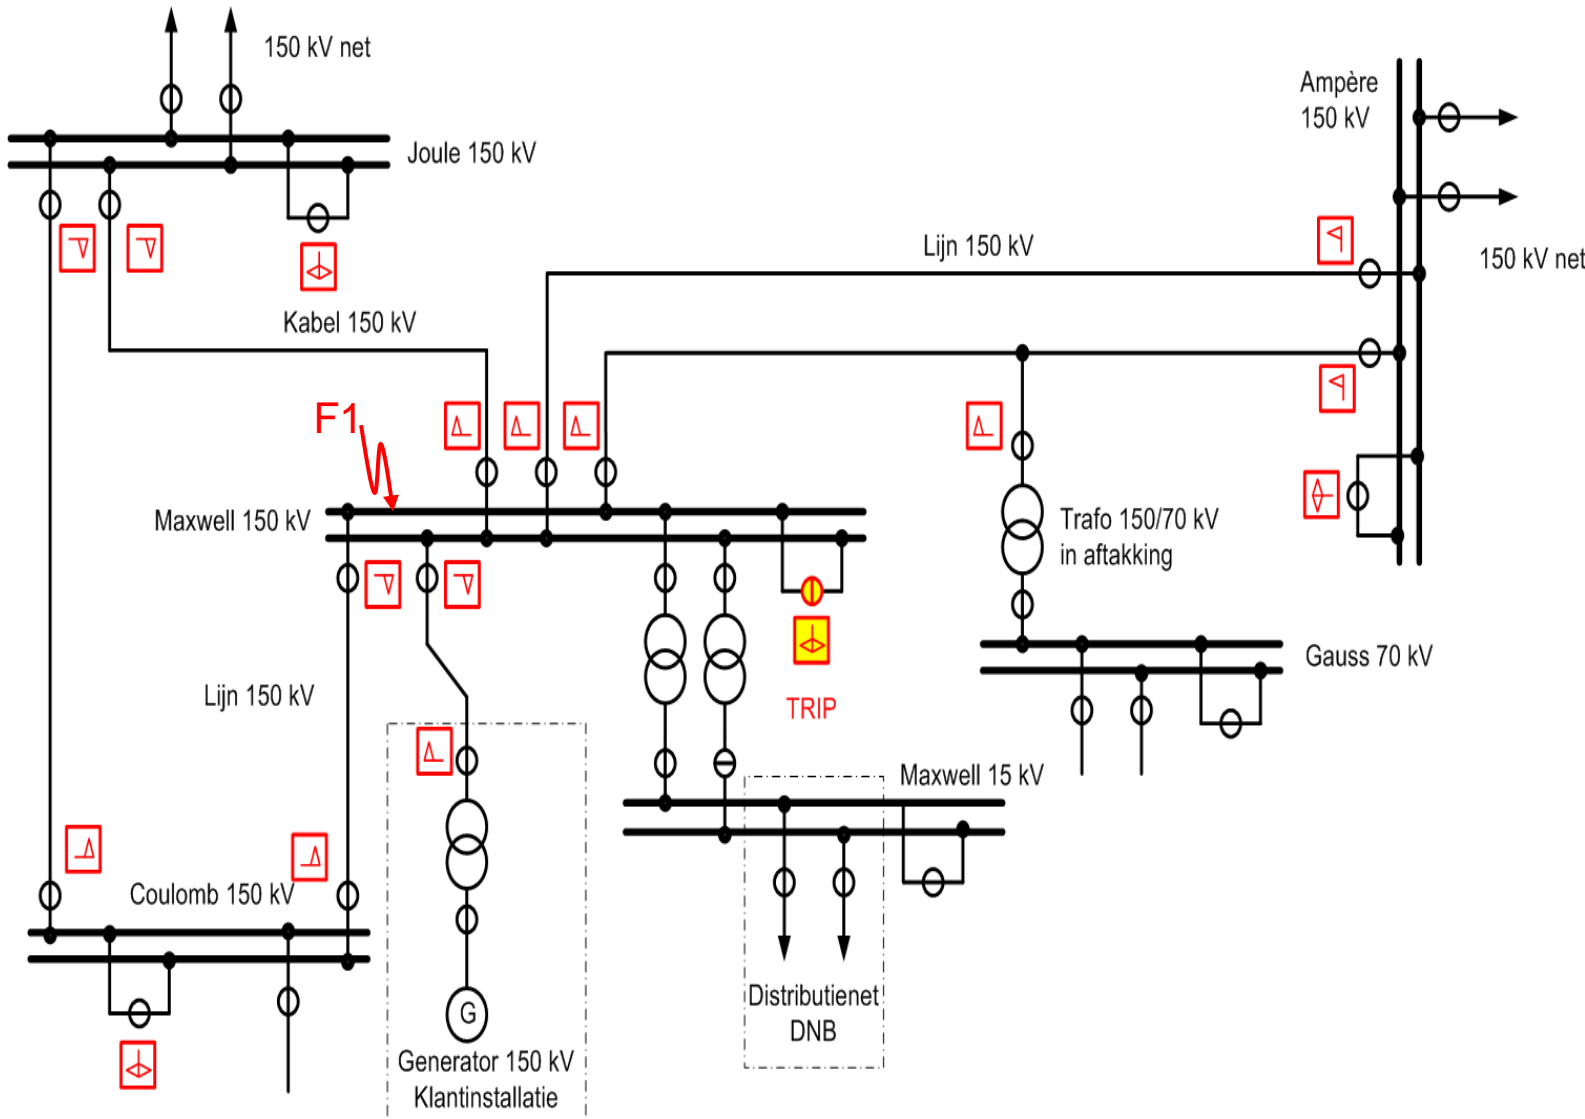 150 kV net
Joule 150 kV
Ampère
150 kV
150 kV net
Lijn 150 kV
Kabel 150 kV
F1
Maxwell 150 kV
Trafo 150/70 kV
in aftakking
Gauss 70 kV
Lijn 150 kV
TRIP
Maxwell 15 kV
Coulomb 150 kV
Distributienet
DNB
G
Generator 150 kV
Klantinstallatie